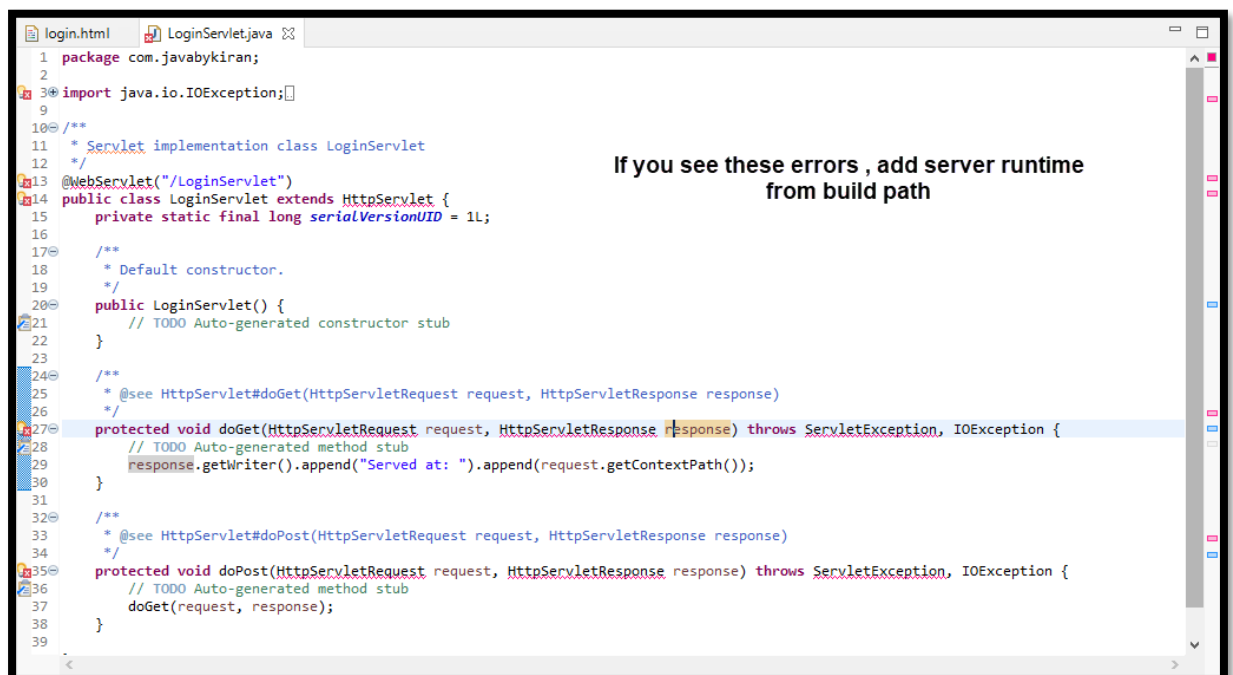 login.html LoginServlet.java
1 package com.javabykiran;
2
3 import java.io.IOException;
9
10 /**
11 * Servlet implementation class LoginServlet
12 */
13 @WebServlet("/LoginServlet")
14 public class LoginServlet extends HttpServlet {
15 private static final long serialVersionUID = 1L;
16
17 /**
18 * Default constructor.
19 */
20 public LoginServlet() {
21 // TODO Auto-generated constructor stub
22 }
23
24 /**
25 * @see HttpServlet#doGet(HttpServletRequest request, HttpServletResponse response)
26 */
27 protected void doGet(HttpServletRequest request, HttpServletResponse response) throws ServletException, IOException {
28 // TODO Auto-generated method stub
29 response.getWriter().append("Served at: ").append(request.getContextPath());
30 }
31
32 /**
33 * @see HttpServlet#doPost(HttpServletRequest request, HttpServletResponse response)
34 */
35 protected void doPost(HttpServletRequest request, HttpServletResponse response) throws ServletException, IOException {
36 // TODO Auto-generated method stub
37 doGet(request, response);
38 }
39
If you see these errors , add server runtime
from build path